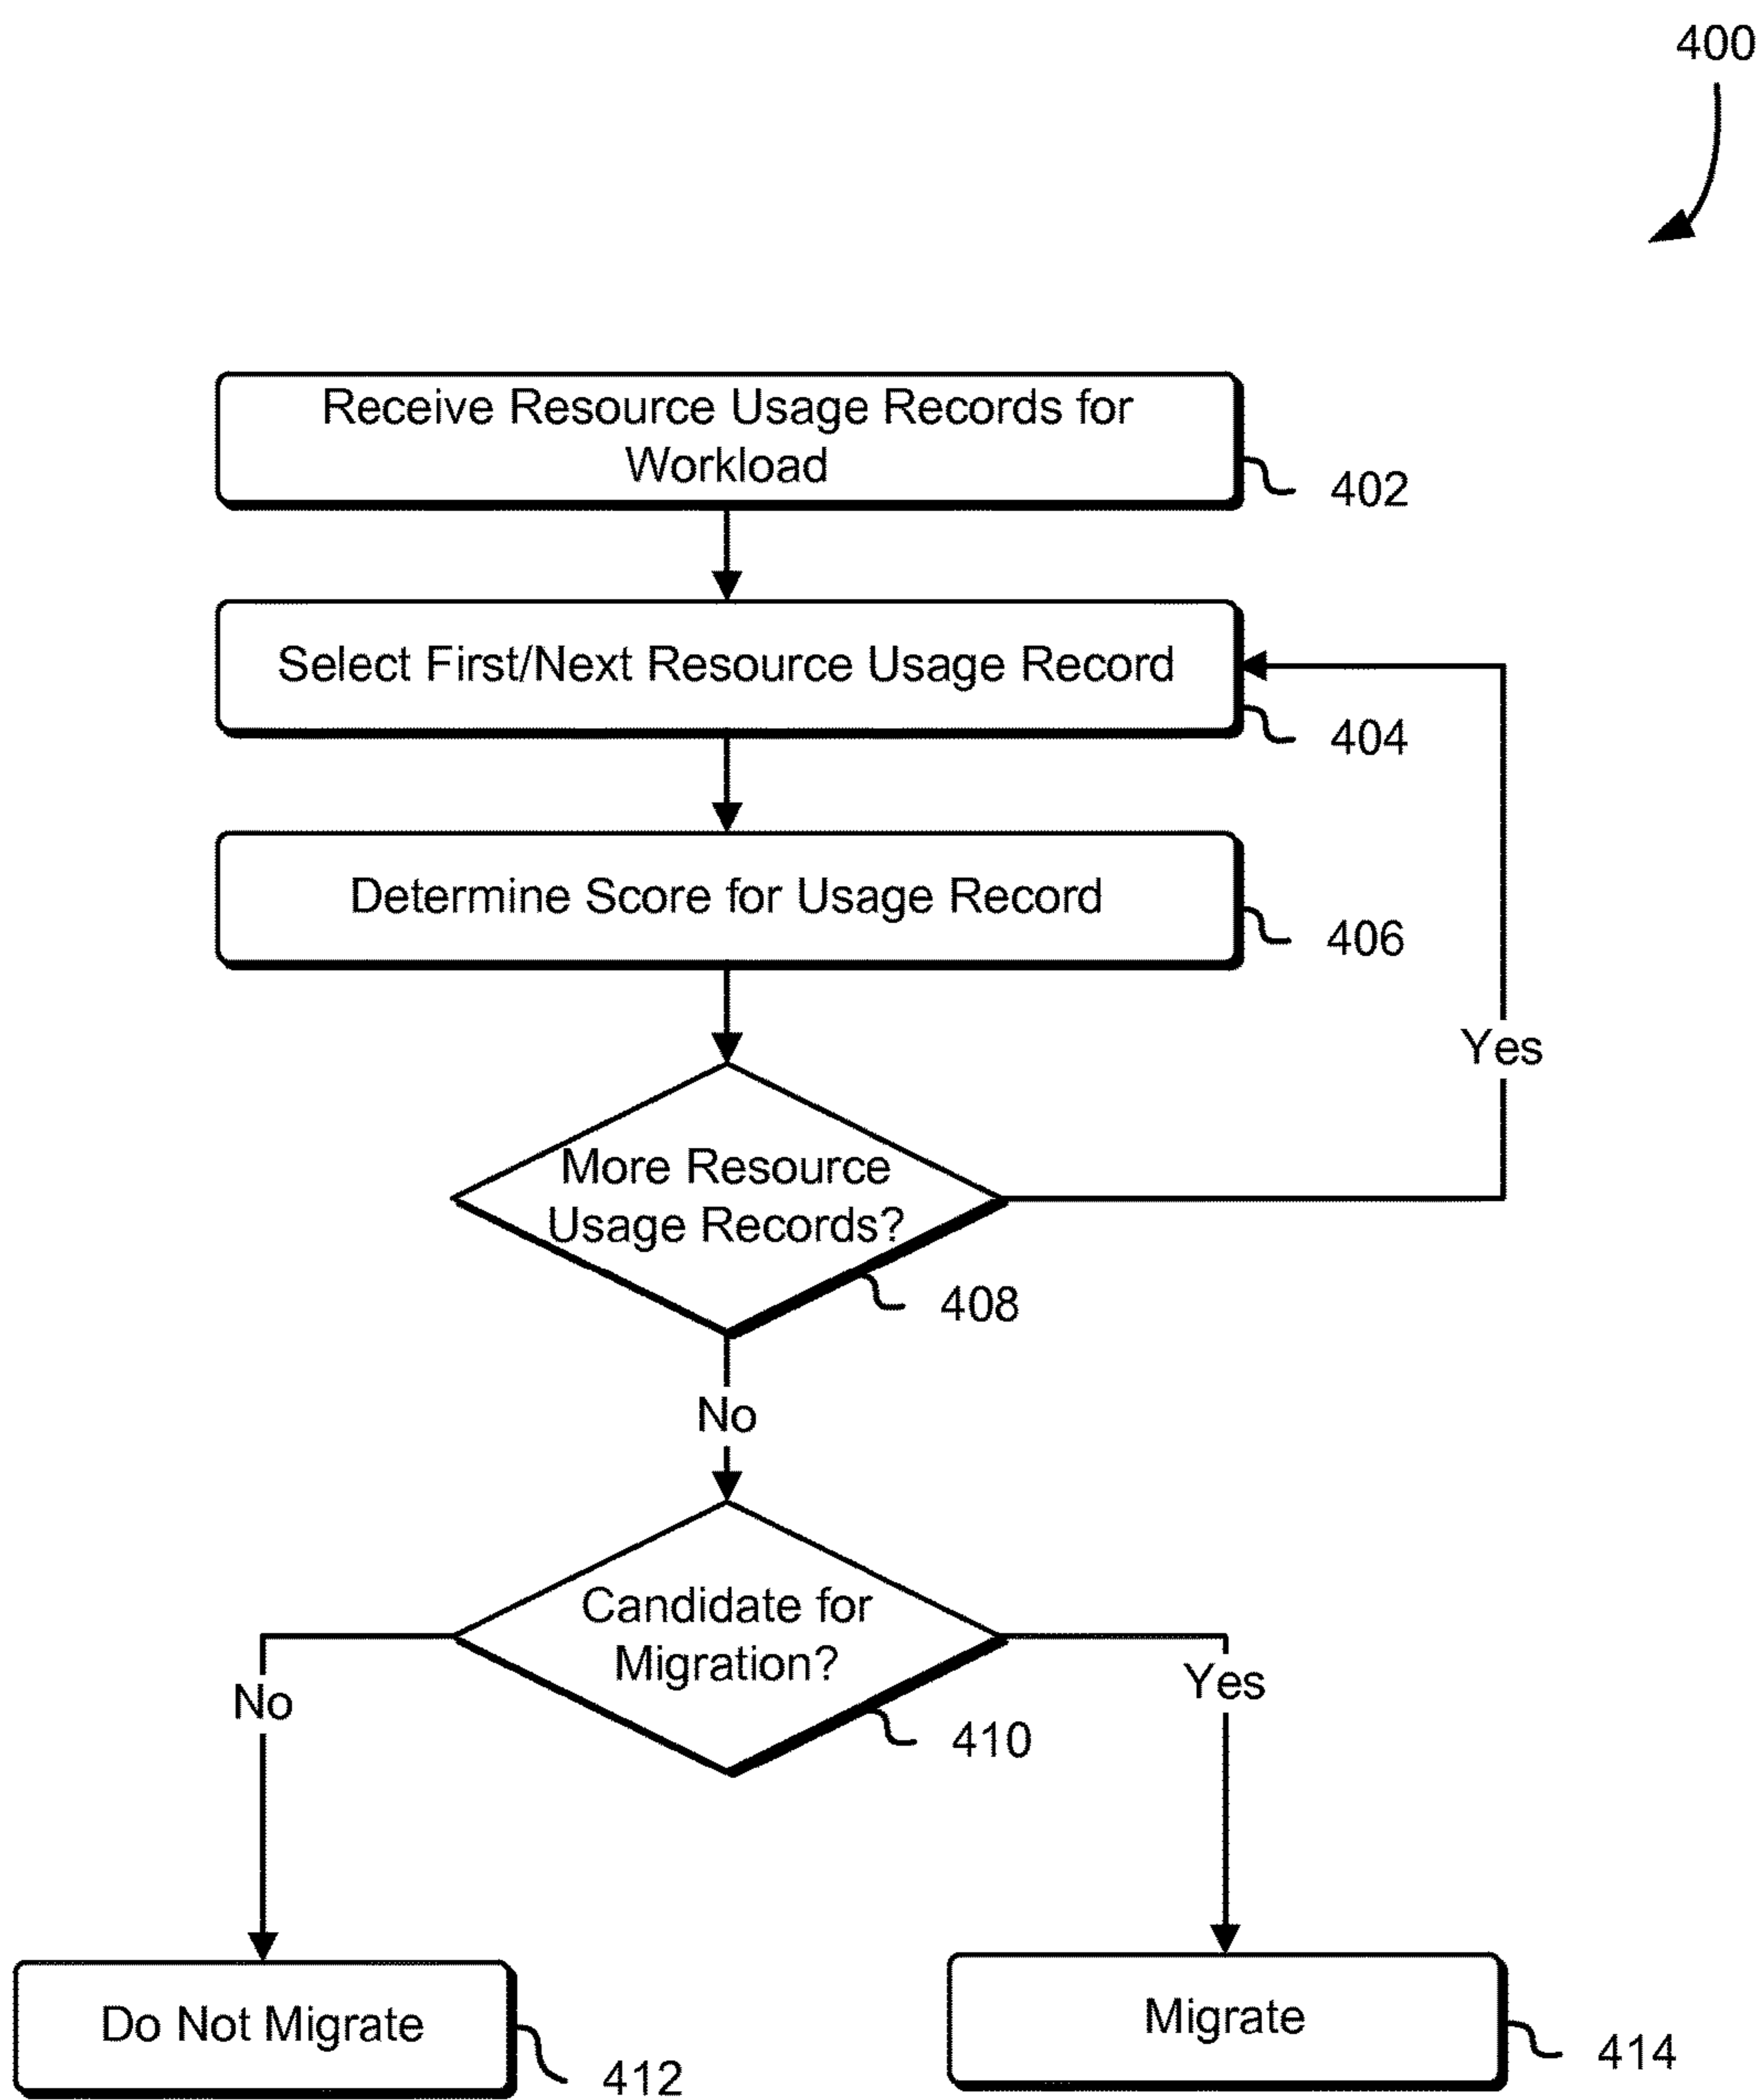 400
Receive Resource Usage Records for
Workload
402
Select First/Next Resource Usage Record
404
Determine Score for Usage Record
406
Yes
More Resource
Usage Records?
408
No
Candidate for
Migration?
410
No
Yes
Do Not Migrate
412
Migrate
414